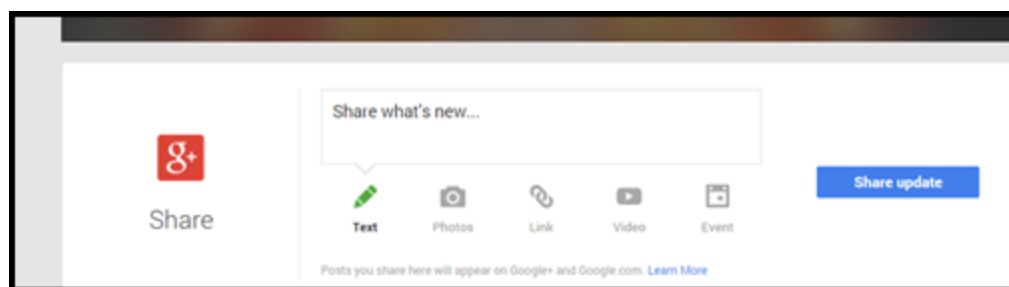 Share what's new...
g+
Share
Share update
Text Photos Link Video Event
Posts you share here will appear on Google+ and Google.com. Learn More